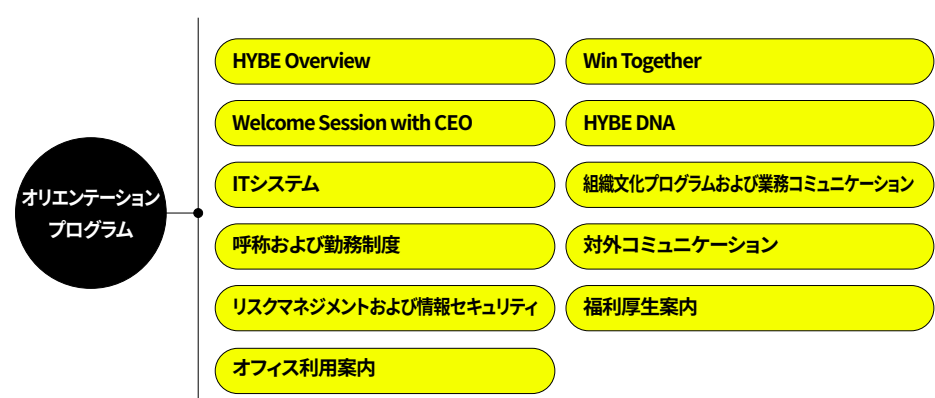 オリエンテーション
プログラム
HYBE Overview
Win Together
Welcome Session with CEO
HYBE DNA
ITシステム
組織文化プログラムおよび業務コミュニケーション
呼称および勤務制度
対外コミュニケーション
リスクマネジメントおよび情報セキュリティ
福利厚生案内
オフィス利用案内